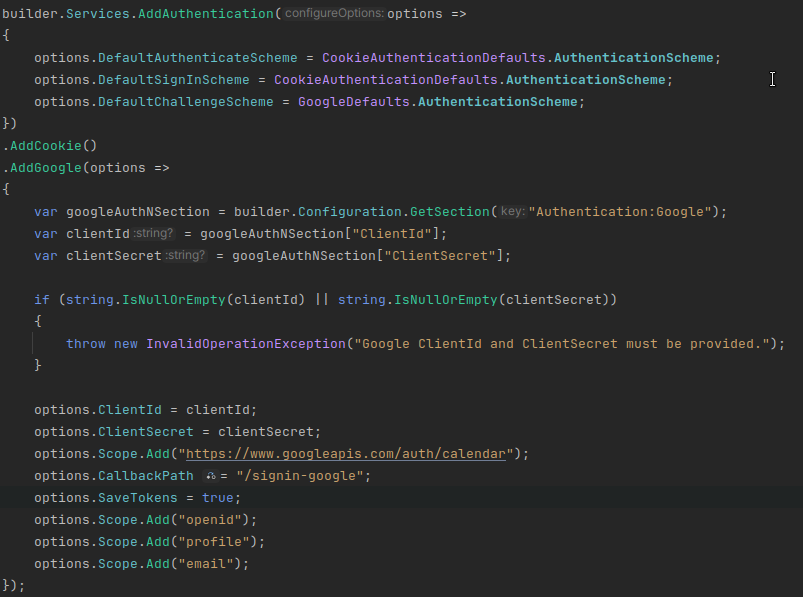 builder.Services.AddAuthentication(configureOptions:options =>
{
    options.DefaultAuthenticateScheme = CookieAuthenticationDefaults.AuthenticationScheme;
    options.DefaultSignInScheme = CookieAuthenticationDefaults.AuthenticationScheme;
    options.DefaultChallengeScheme = GoogleDefaults.AuthenticationScheme;
})
.AddCookie()
.AddGoogle(options =>
{
    var googleAuthNSection = builder.Configuration.GetSection(key:"Authentication:Google");
    var clientId:string? = googleAuthNSection["ClientId"];
    var clientSecret:string? = googleAuthNSection["ClientSecret"];

    if (string.IsNullOrEmpty(clientId) || string.IsNullOrEmpty(clientSecret))
    {
        throw new InvalidOperationException("Google ClientId and ClientSecret must be provided.");
    }

    options.ClientId = clientId;
    options.ClientSecret = clientSecret;
    options.Scope.Add("https://www.googleapis.com/auth/calendar");
    options.CallbackPath = "/signin-google";
    options.SaveTokens = true;
    options.Scope.Add("openid");
    options.Scope.Add("profile");
    options.Scope.Add("email");
});